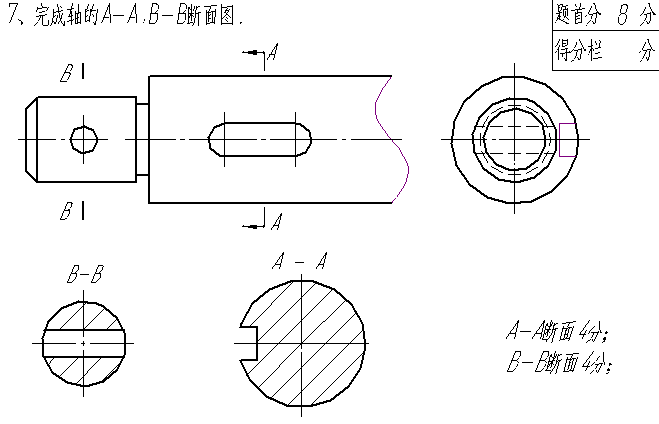 7、完成轴的A-A、B-B断面图.
题首分 8 分
得分栏 分
A
B
B
A
B-B
A - A
A-A断面4分;
B-B断面4分;